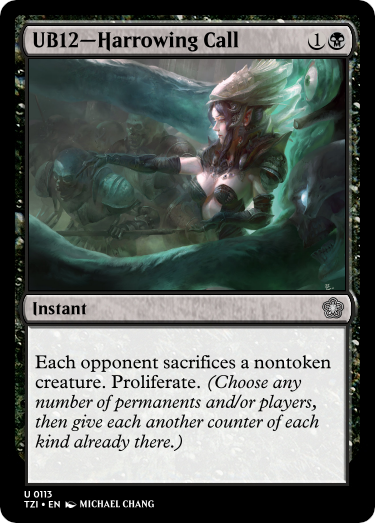 UB12—Harrowing Call 1
Instant
Each opponent sacrifices a nontoken
creature. Proliferate. (Choose any
number of permanents and/or players,
then give each another counter of each
kind already there.)
U 0113
TZI • EN MICHAEL CHANG